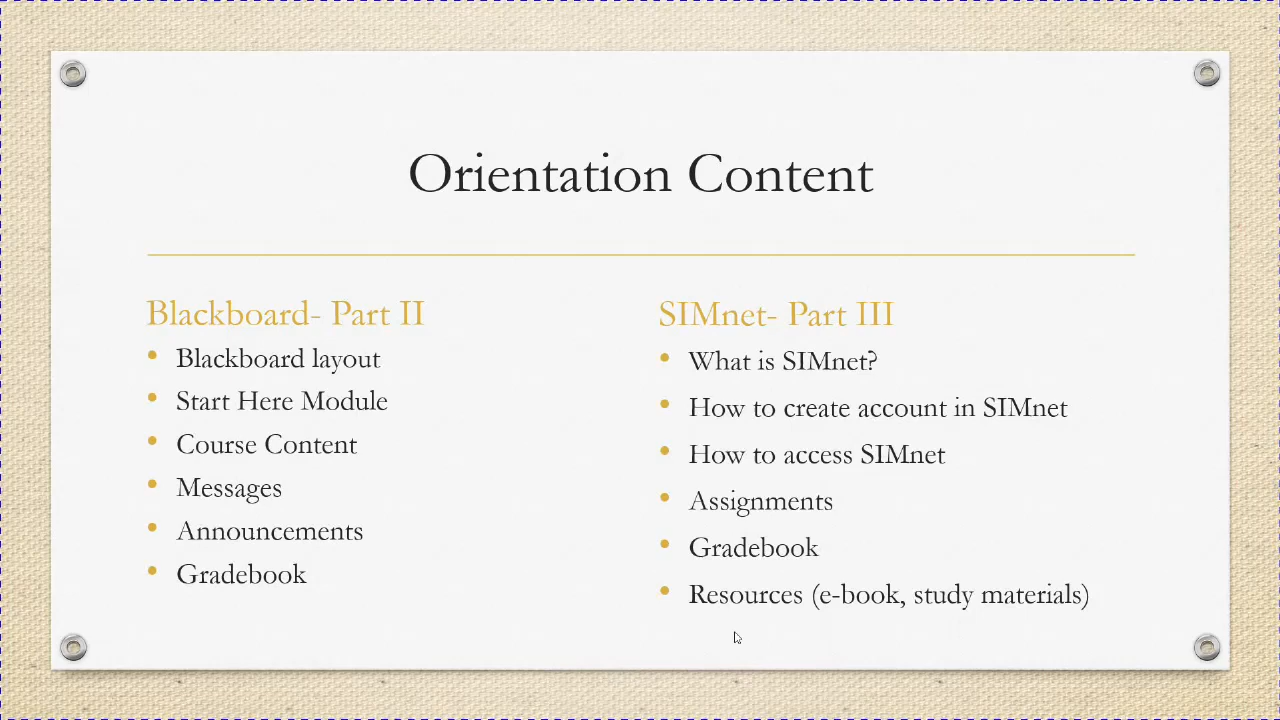 Orientation Content
Blackboard- Part II
Blackboard layout
Start Here Module
Course Content
Messages
Announcements
Gradebook
SIMnet- Part III
What is SIMnet?
How to create account in SIMnet
How to access SIMnet
Assignments
Gradebook
Resources (e-book, study materials)